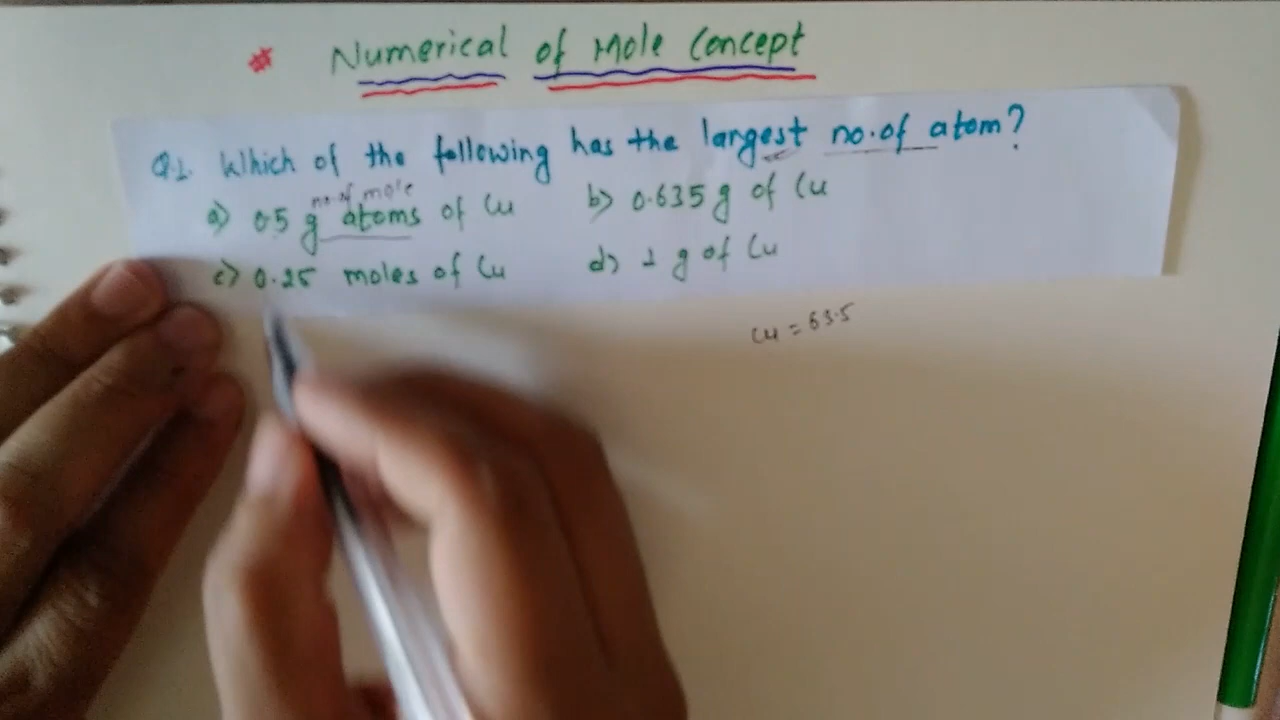 * Numerical of Mole Concept
Q.1. Which of the following has the largest no.of atom?
no.of mole
a) 0.5 g atoms of Cu b) 0.635 g of Cu
c) 0.25 moles of Cu d) 1 g of Cu
Cu = 63.5